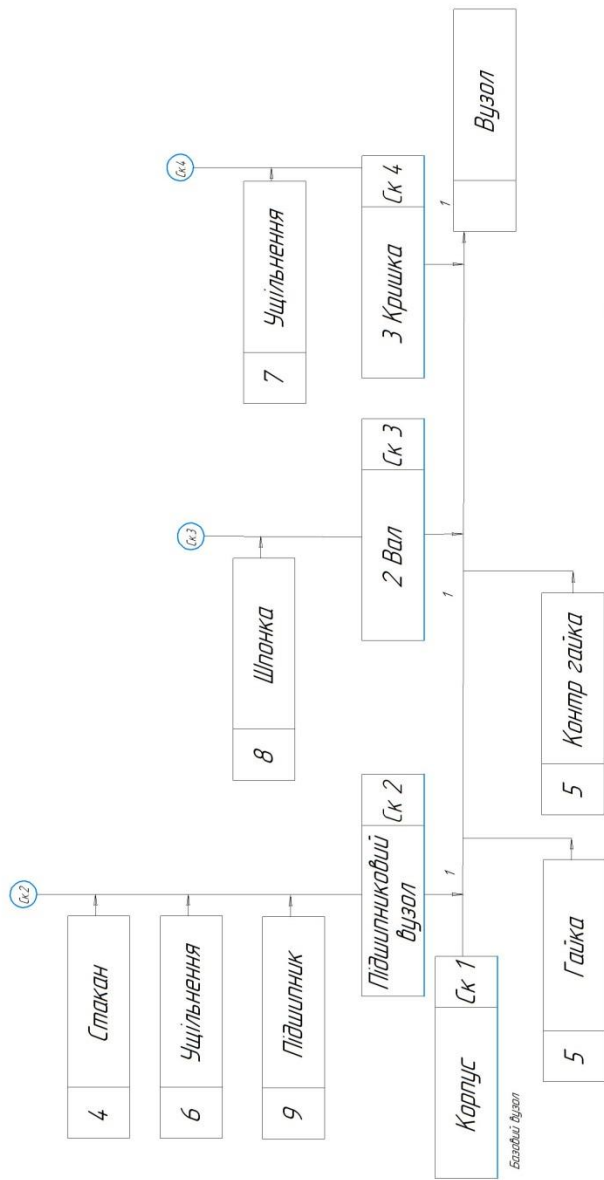 Ск2
4
Стакан
6
Ущільнення
9
Підшипник
Підшипниковий
вузол
Ск 2
Ск3
8
Шпонка
2 Вал
Ск 3
Ск4
7
Ущільнення
3 Кришка
Ск 4
Корпус
Ск 1
Базовий вузол
1
1
1
Вузол
5
Гайка
5
Контр гайка